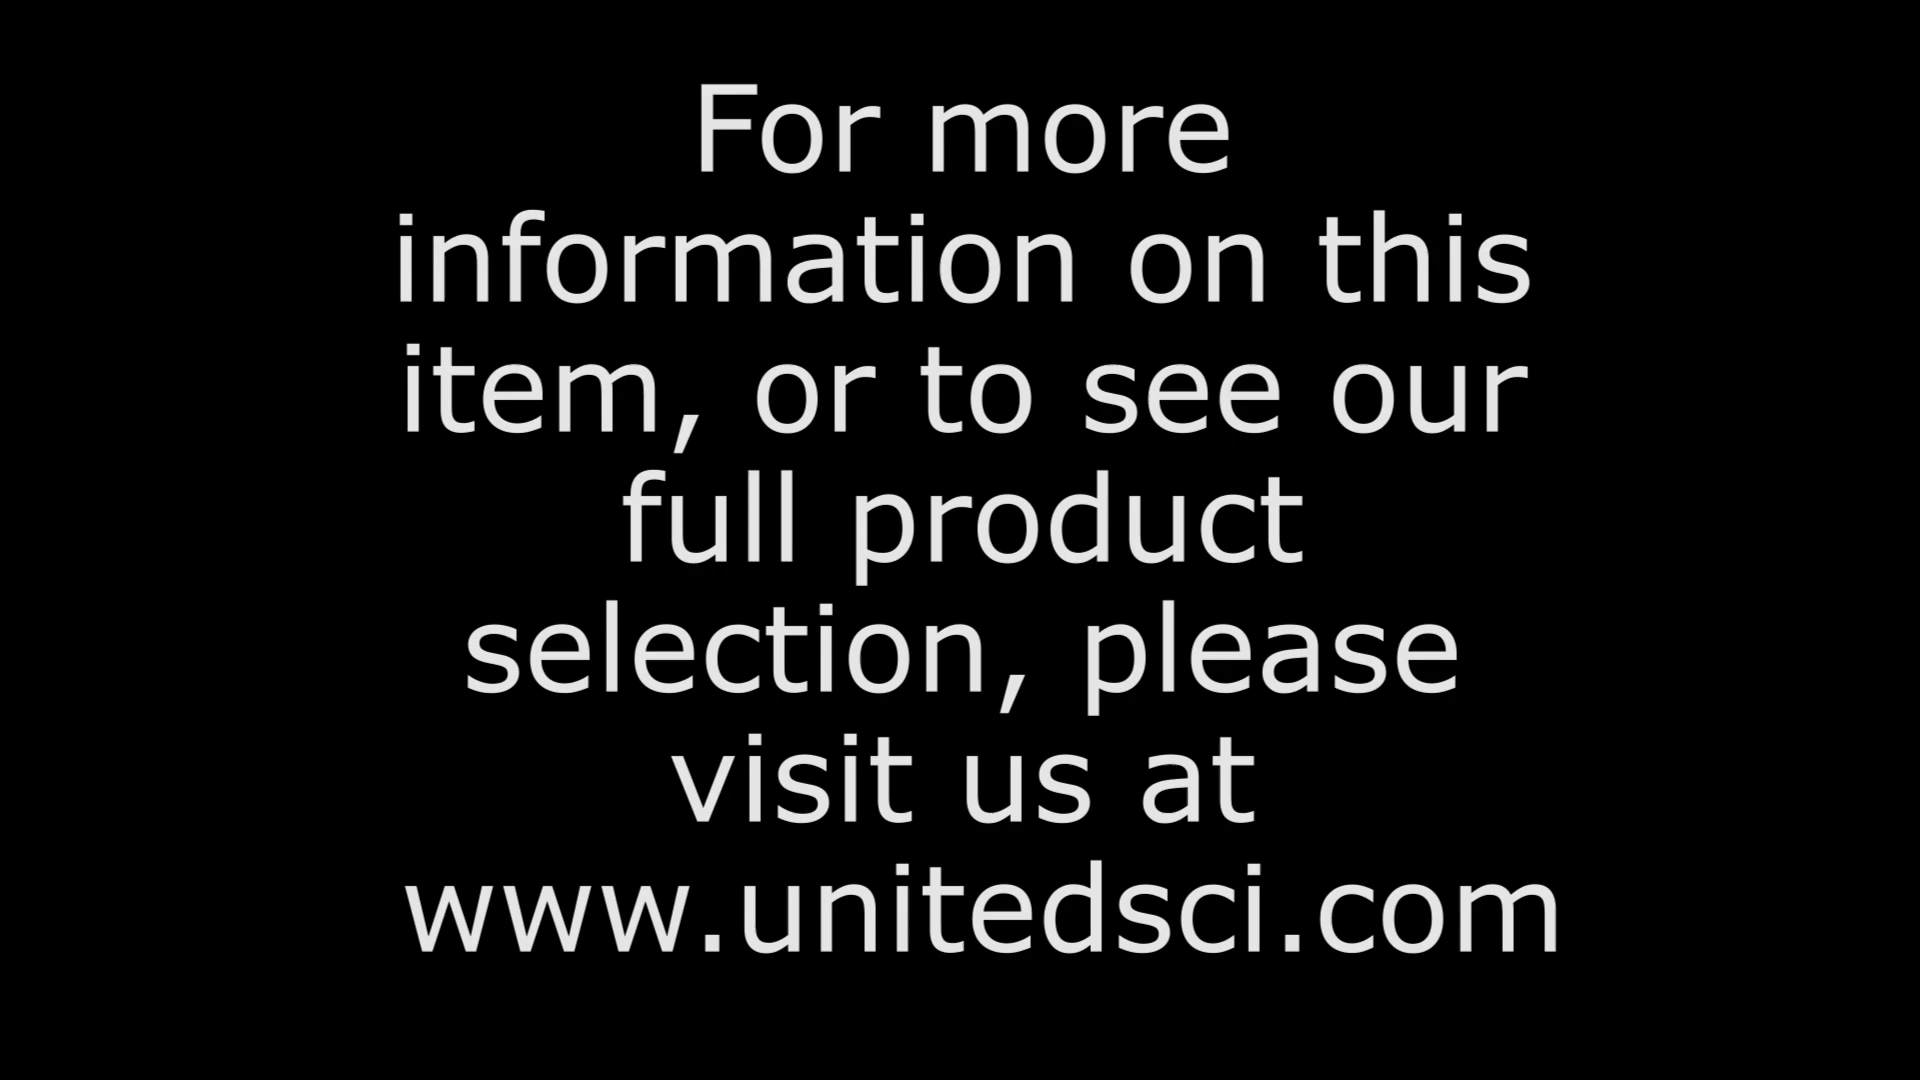 For more
information on this
item, or to see our
full product
selection, please
visit us at
www.unitedsci.com